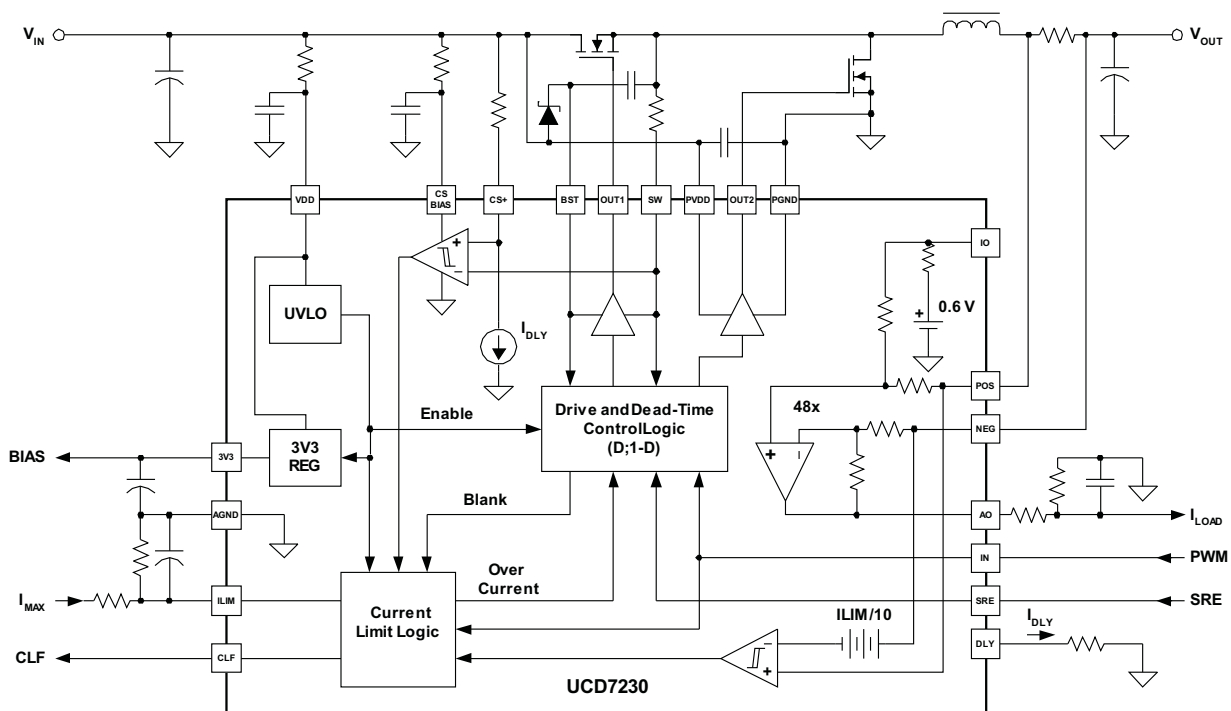 VIN
VOUT
VDD
CS
BIAS
CS+
BST
OUT1
SW
PVDD
OUT2
PGND
IO
+
−
UVLO
IDLY
0.6 V
+
POS
Enable
Drive and Dead-Time
ControlLogic
(D;1-D)
48x
NEG
BIAS
3V3
3V3
REG
+
−
Blank
AGND
AO
ILOAD
IN
PWM
Over
Current
IMAX
ILIM
Current
Limit Logic
SRE
SRE
ILIM/10
IDLY
DLY
CLF
CLF
−
+
UCD7230